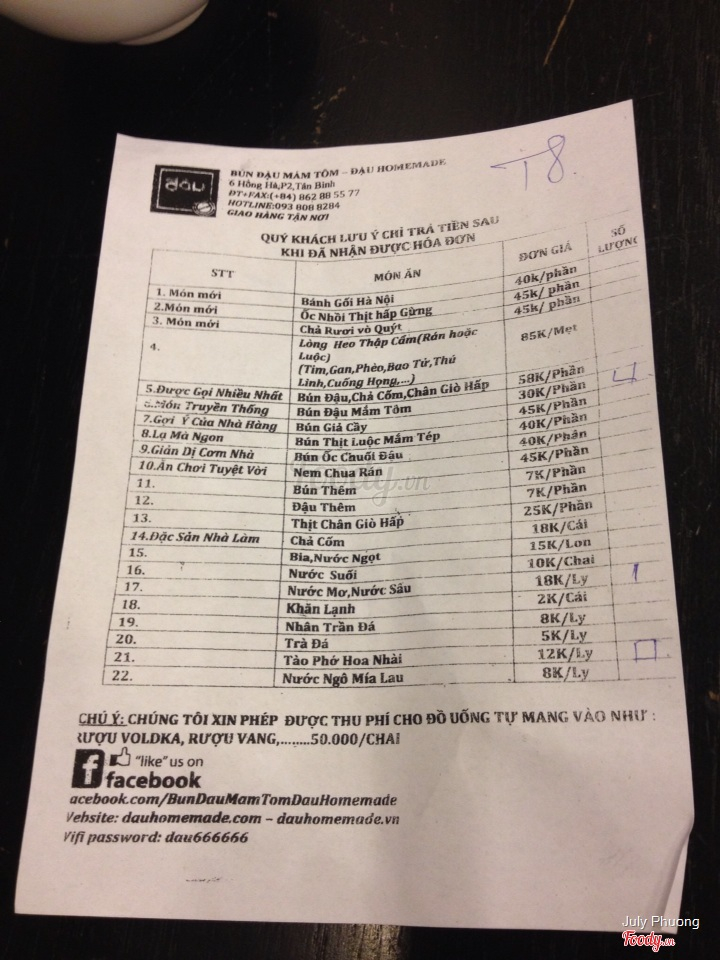 T8.
dậu
BÚN ĐẬU MẮM TÔM – ĐẬU HOMEMADE
6 Hồng Hà,P2,Tân Bình
ĐT+FAX:(+84) 862 88 55 77
HOTLINE:093 808 8284
GIAO HÀNG TẬN NƠI
QUÝ KHÁCH LƯU Ý CHỈ TRẢ TIỀN SAU
KHI ĐÃ NHẬN ĐƯỢC HÓA ĐƠN
STT MÓN ĂN ĐƠN GIÁ SỐ LƯỢNG
1. Món mới Bánh Gối Hà Nội 40k/phần
2.Món mới Ốc Nhồi Thịt hấp Gừng 45k/ phần
3. Món mới Chả Rươi vỏ Quýt 45k/ phần
4. Lòng Heo Thập Cẩm(Rán hoặc 85K/Mẹt
Luộc)
(Tim,Gan,Phèo,Bao Tử,Thú
Linh,Cuống Họng,...)
5.Được Gọi Nhiều Nhất Bún Đậu,Chả Cốm,Chân Giò Hấp 58K/Phần 4
6.Món Truyền Thống Bún Đậu Mắm Tôm 30K/Phần
7.Gợi Ý Của Nhà Hàng Bún Giả Cầy 45K/Phần
8.Lạ Mà Ngon Bún Thịt Luộc Mắm Tép 40K/Phần
9.Giản Dị Cơm Nhà Bún Ốc Chuối Đậu 40K/Phần
10.Ăn Chơi Tuyệt Vời Nem Chua Rán 45K/Phần
11. Bún Thêm 7K/Phần
12. Đậu Thêm 7K/Phần
13. Thịt Chân Giò Hấp 25K/Phần
14.Đặc Sản Nhà Làm Chả Cốm 18K/Cái
15. Bia,Nước Ngọt 15K/Lon
16. Nước Suối 10K/Chai
17. Nước Mơ,Nước Sấu 18K/Ly 1
18. Khăn Lạnh 2K/Cái
19. Nhân Trần Đá 8K/Ly
20. Trà Đá 5K/Ly
21. Tào Phớ Hoa Nhài 12K/Ly
22. Nước Ngô Mía Lau 8K/Ly
CHÚ Ý: CHÚNG TÔI XIN PHÉP ĐƯỢC THU PHÍ CHO ĐỒ UỐNG TỰ MANG VÀO NHƯ :
RƯỢU VOLDKA, RƯỢU VANG,........50.000/CHAI
f "like" us on
facebook
acebook.com/BunDauMamTomDauHomemade
Website: dauhomemade.com – dauhomemade.vn
Wifi password: dau666666
Foody.vn
July Phuong
Foody.vn